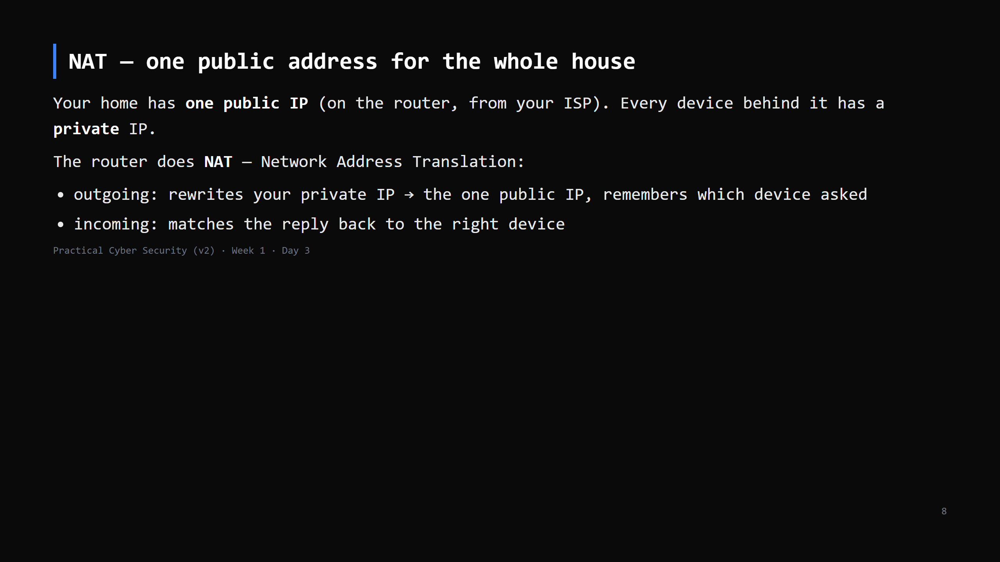 NAT — one public address for the whole house
Your home has one public IP (on the router, from your ISP). Every device behind it has a
private IP.
The router does NAT — Network Address Translation:
• outgoing: rewrites your private IP → the one public IP, remembers which device asked
• incoming: matches the reply back to the right device
Practical Cyber Security (v2) · Week 1 · Day 3
8